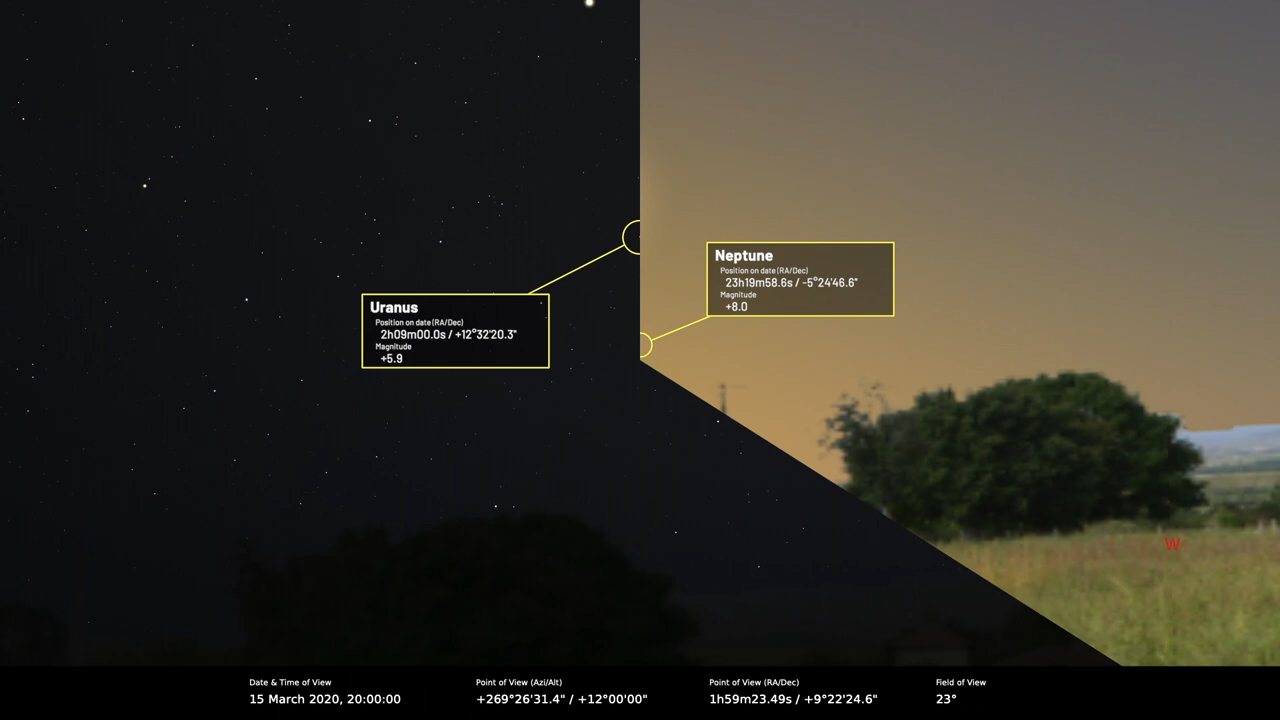 Uranus
Position on date (RA/Dec)
2h09m00.0s / +12°32'20.3"
Magnitude
+5.9
Neptune
Position on date (RA/Dec)
23h19m58.6s / -5°24'46.6"
Magnitude
+8.0
W
Date & Time of View
15 March 2020, 20:00:00
Point of View (Azi/Alt)
+269°26'31.4" / +12°00'00"
Point of View (RA/Dec)
1h59m23.49s / +9°22'24.6"
Field of View
23°